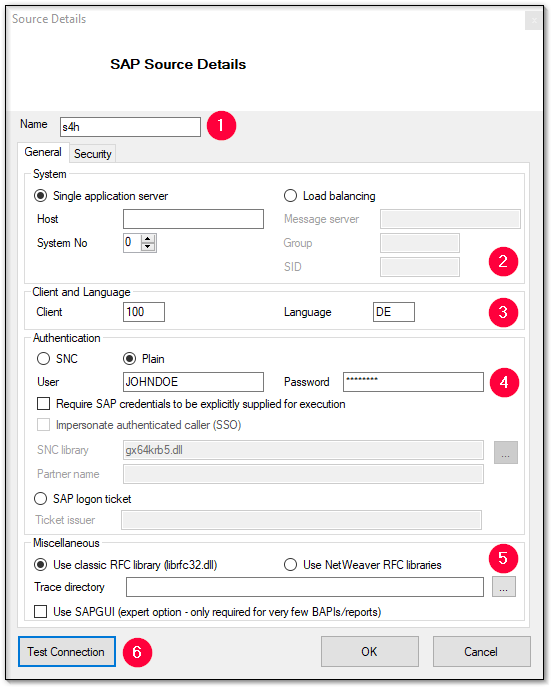 Source Details
SAP Source Details
Name s4h 1
General Security
System
Single application server Load balancing
Host Message server
System No 0 Group
SID 2
Client and Language
Client 100 Language DE 3
Authentication
SNC Plain
User JOHNDOE Password ******** 4
Require SAP credentials to be explicitly supplied for execution
Impersonate authenticated caller (SSO)
SNC library gx64krb5.dll ...
Partner name
SAP logon ticket
Ticket issuer
Miscellaneous
Use classic RFC library (librfc32.dll) Use NetWeaver RFC libraries 5
Trace directory ...
Use SAPGUI (expert option - only required for very few BAPIs/reports)
Test Connection 6 OK Cancel